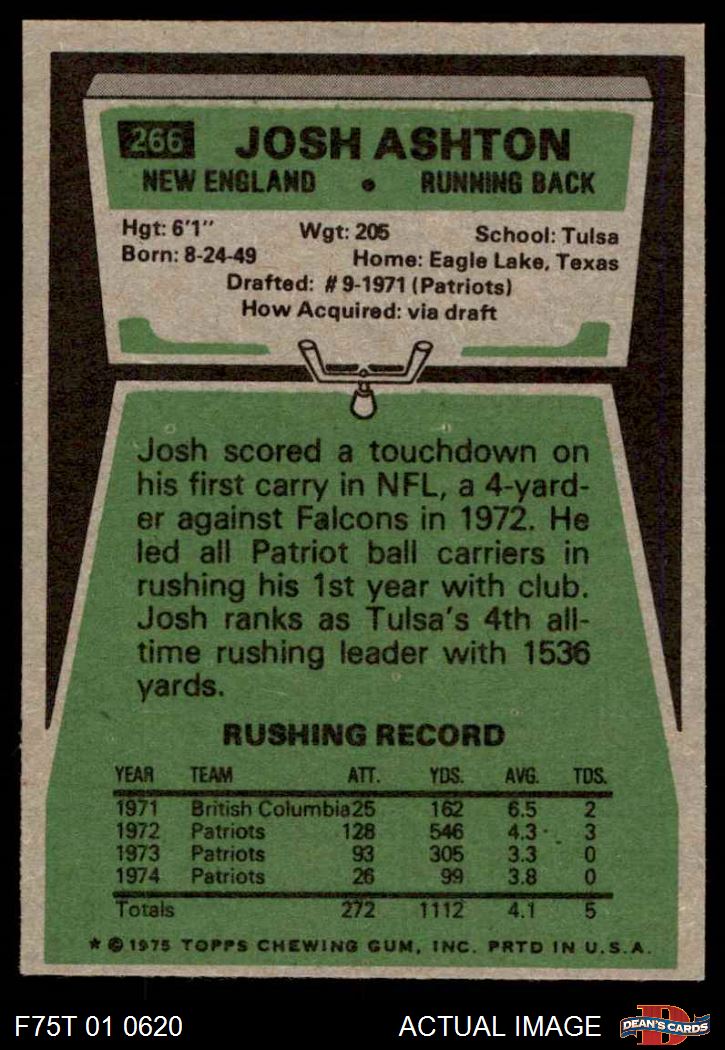 266 JOSH ASHTON
NEW ENGLAND • RUNNING BACK
Hgt: 6'1" Wgt: 205 School: Tulsa
Born: 8-24-49 Home: Eagle Lake, Texas
Drafted: #9-1971 (Patriots)
How Acquired: via draft
Josh scored a touchdown on
his first carry in NFL, a 4-yard-
er against Falcons in 1972. He
led all Patriot ball carriers in
rushing his 1st year with club.
Josh ranks as Tulsa's 4th all-
time rushing leader with 1536
yards.
RUSHING RECORD
YEAR TEAM ATT. YDS. AVG. TDS.
1971 British Columbia 25 162 6.5 2
1972 Patriots 128 546 4.3 3
1973 Patriots 93 305 3.3 0
1974 Patriots 26 99 3.8 0
Totals 272 1112 4.1 5
★ © 1975 TOPPS CHEWING GUM, INC. PRTD IN U.S.A.
F75T 01 0620 ACTUAL IMAGE D DEAN'S CARDS